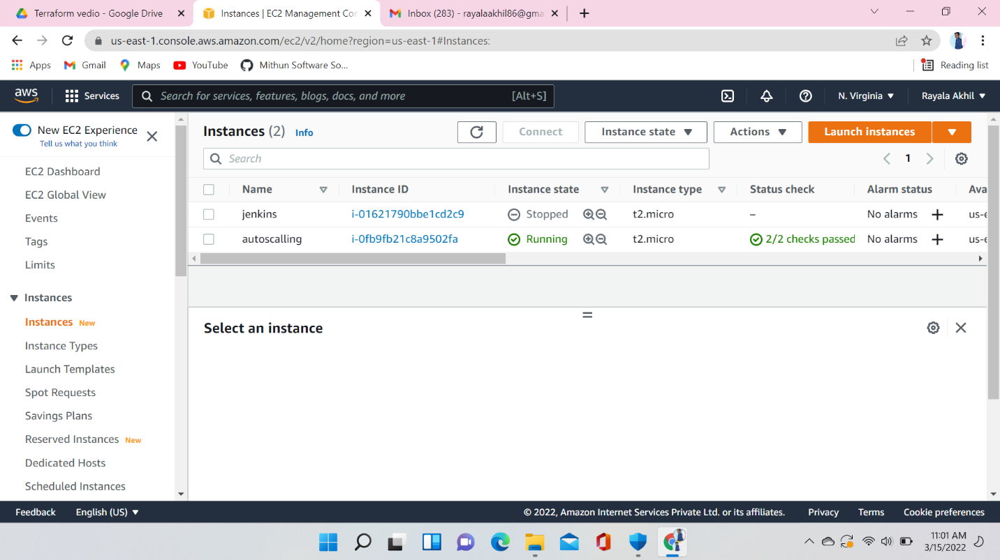 Terraform vedio - Google Drive
Instances | EC2 Management Con
Inbox (283) - rayalaakhil86@gma
us-east-1.console.aws.amazon.com/ec2/v2/home?region=us-east-1#Instances:
Apps
Gmail
Maps
YouTube
Mithun Software So...
Reading list
aws
Services
Search for services, features, blogs, docs, and more
[Alt+S]
N. Virginia
Rayala Akhil
New EC2 Experience
Tell us what you think
EC2 Dashboard
EC2 Global View
Events
Tags
Limits
Instances
Instances New
Instance Types
Launch Templates
Spot Requests
Savings Plans
Reserved Instances New
Dedicated Hosts
Scheduled Instances
Instances (2) Info
Connect
Instance state
Actions
Launch instances
Search
1
Name Instance ID Instance state Instance type Status check Alarm status Ava
jenkins i-01621790bbe1cd2c9 Stopped t2.micro – No alarms us-e
autoscalling i-0fb9fb21c8a9502fa Running t2.micro 2/2 checks passed No alarms us-e
Select an instance
Feedback
English (US)
© 2022, Amazon Internet Services Private Ltd. or its affiliates.
Privacy
Terms
Cookie preferences
11:01 AM
3/15/2022